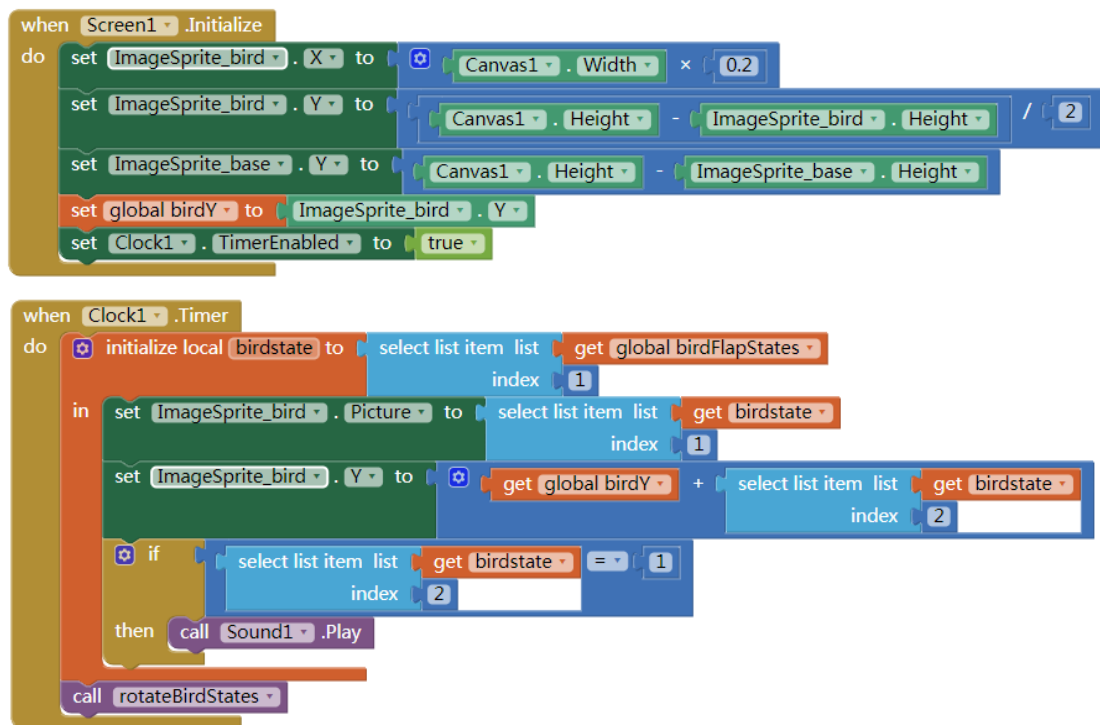 when Screen1 .Initialize
do set ImageSprite_bird . X to Canvas1 . Width × 0.2
set ImageSprite_bird . Y to Canvas1 . Height - ImageSprite_bird . Height / 2
set ImageSprite_base . Y to Canvas1 . Height - ImageSprite_base . Height
set global birdY to ImageSprite_bird . Y
set Clock1 . TimerEnabled to true
when Clock1 .Timer
do initialize local birdstate to select list item list get global birdFlapStates
index 1
in set ImageSprite_bird . Picture to select list item list get birdstate
index 1
set ImageSprite_bird . Y to get global birdY + select list item list get birdstate
index 2
if select list item list get birdstate = 1
index 2
then call Sound1 .Play
call rotateBirdStates